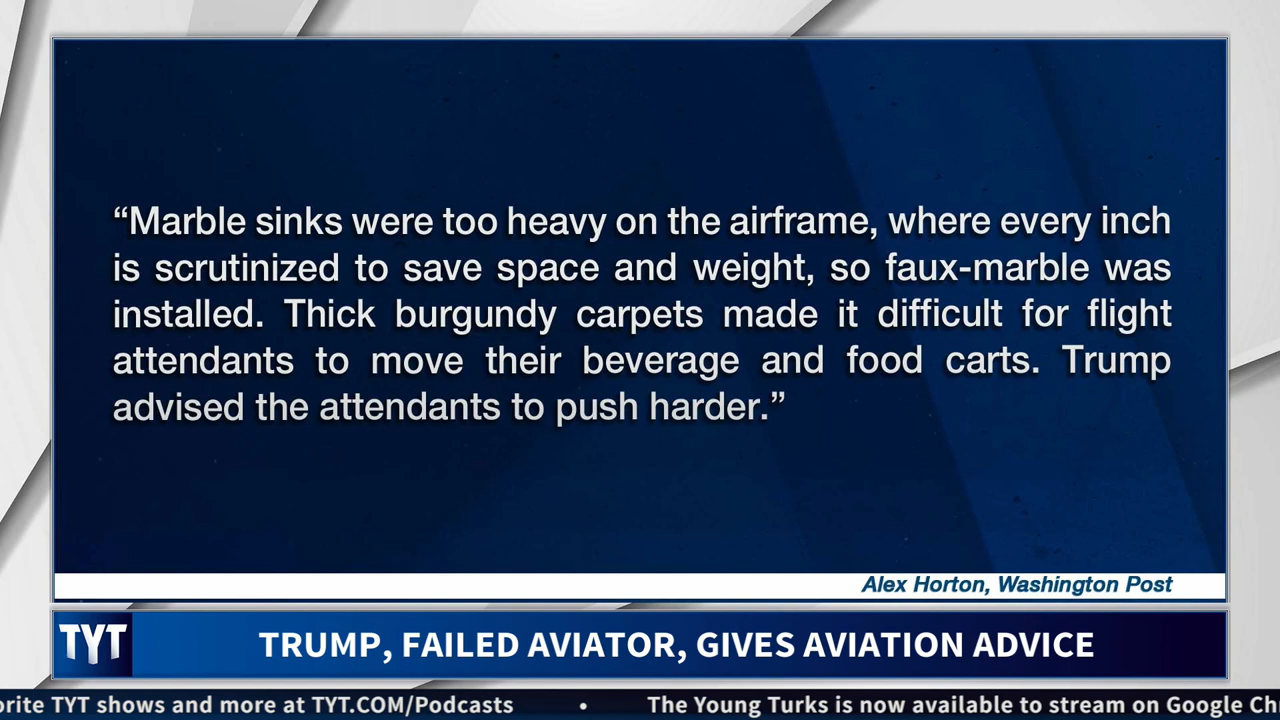 “Marble sinks were too heavy on the airframe, where every inch
is scrutinized to save space and weight, so faux-marble was
installed. Thick burgundy carpets made it difficult for flight
attendants to move their beverage and food carts. Trump
advised the attendants to push harder.”
Alex Horton, Washington Post
TYT
TRUMP, FAILED AVIATOR, GIVES AVIATION ADVICE
orite TYT shows and more at TYT.COM/Podcasts • The Young Turks is now available to stream on Google Ch